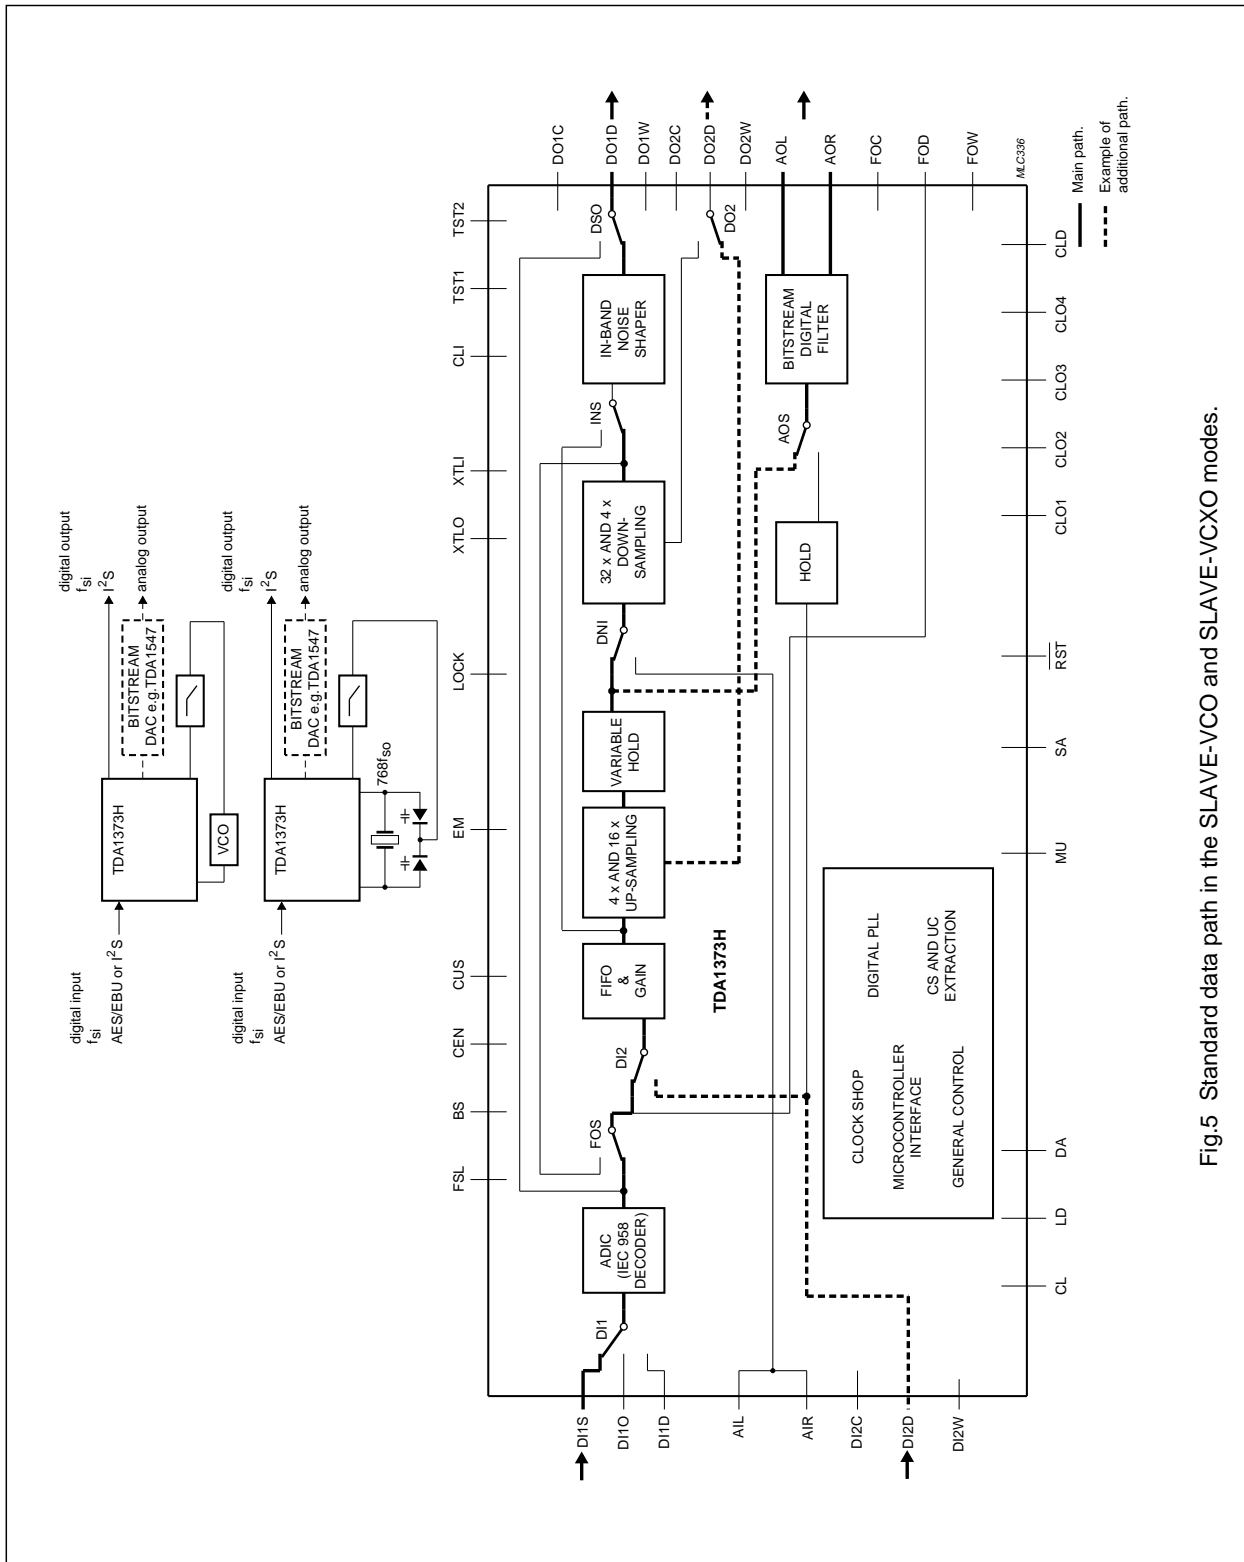 digital input
fsi
AES/EBU or I2S
TDA1373H
VCO
BITSTREAM
DAC e.g.TDA1547
digital output
fsi
I2S
analog output
digital input
fsi
AES/EBU or I2S
TDA1373H
768fso
BITSTREAM
DAC e.g.TDA1547
digital output
fsi
I2S
analog output
FSL
BS
CEN
CUS
EM
LOCK
XTLO
XTLI
CLI
TST1
TST2
DI1S
DI1O
DI1D
AIL
AIR
DI2C
DI2D
DI2W
DI1
ADIC
(IEC 958
DECODER)
FOS
DI2
FIFO
&
GAIN
4 x AND 16 x
UP-SAMPLING
VARIABLE
HOLD
DNI
32 x AND 4 x
DOWN-
SAMPLING
INS
IN-BAND
NOISE
SHAPER
DSO
DO2
TDA1373H
HOLD
AOS
BITSTREAM
DIGITAL
FILTER
CLOCK SHOP
DIGITAL PLL
MICROCONTROLLER
INTERFACE
CS AND UC
EXTRACTION
GENERAL CONTROL
DO1C
DO1D
DO1W
DO2C
DO2D
DO2W
AOL
AOR
FOC
FOD
FOW
CL
LD
DA
MU
SA
RST
CLO1
CLO2
CLO3
CLO4
CLD
MLC336
Main path.
Example of
additional path.
Fig.5 Standard data path in the SLAVE-VCO and SLAVE-VCXO modes.